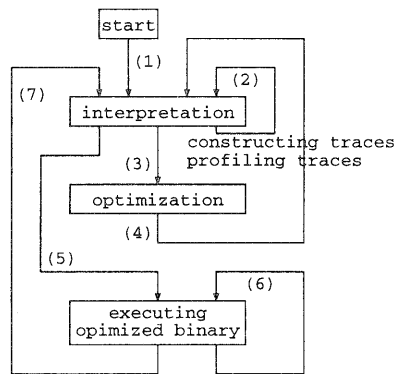 start
(1)
(7)
(2)
interpretation
constructing traces
profiling traces
(3)
optimization
(4)
(5)
(6)
executing
opimized binary